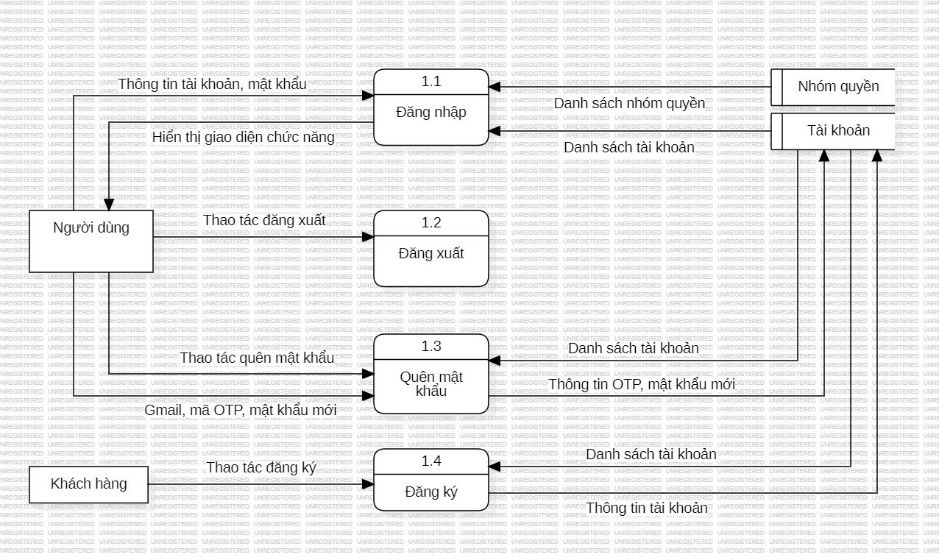 1.1
Thông tin tài khoản, mật khẩu
Nhóm quyền
Đăng nhập
Danh sách nhóm quyền
Hiển thị giao diện chức năng
Tài khoản
Danh sách tài khoản
Người dùng
Thao tác đăng xuất
1.2
Đăng xuất
1.3
Thao tác quên mật khẩu
Danh sách tài khoản
Quên mật
khẩu
Thông tin OTP, mật khẩu mới
Gmail, mã OTP, mật khẩu mới
1.4
Danh sách tài khoản
Khách hàng
Thao tác đăng ký
Đăng ký
Thông tin tài khoản
UNREGISTERED